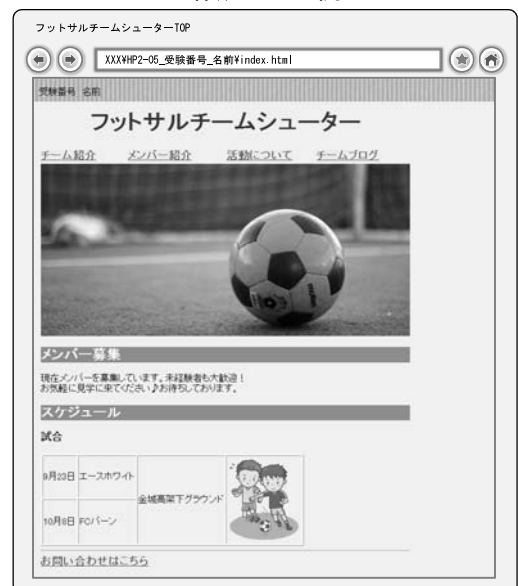 フットサルチームシューターTOP
XXX¥HP2-05_受験番号_名前¥index.html
受験番号 名前
フットサルチームシューター
チーム紹介 メンバー紹介 活動について チームブログ
molten
メンバー募集
現在メンバーを募集しています。未経験者も大歓迎！
お気軽に見学に来てください♪お待ちしております。
スケジュール
試合
9月23日 エースホワイト
金城高架下グラウンド
10月8日 FCバーン
お問い合わせはこちら